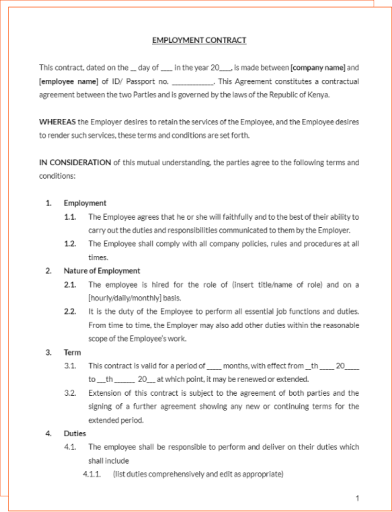 EMPLOYMENT CONTRACT
This contract, dated on the __ day of ____ in the year 20____, is made between [company name] and
[employee name] of ID/ Passport no. ___________. This Agreement constitutes a contractual
agreement between the two Parties and is governed by the laws of the Republic of Kenya.
WHEREAS the Employer desires to retain the services of the Employee, and the Employee desires
to render such services, these terms and conditions are set forth.
IN CONSIDERATION of this mutual understanding, the parties agree to the following terms and
conditions:
1. Employment
1.1. The Employee agrees that he or she will faithfully and to the best of their ability to
carry out the duties and responsibilities communicated to them by the Employer.
1.2. The Employee shall comply with all company policies, rules and procedures at all
times.
2. Nature of Employment
2.1. The employee is hired for the role of (insert title/name of role) and on a
[hourly/daily/monthly] basis.
2.2. It is the duty of the Employee to perform all essential job functions and duties.
From time to time, the Employer may also add other duties within the reasonable
scope of the Employee's work.
3. Term
3.1. This contract is valid for a period of _____ months, with effect from __th ____ 20____
to __th ______ 20__ at which point, it may be renewed or extended.
3.2. Extension of this contract is subject to the agreement of both parties and the
signing of a further agreement showing any new or continuing terms for the
extended period.
4. Duties
4.1. The employee shall be responsible to perform and deliver on their duties which
shall include
4.1.1. (list duties comprehensively and edit as appropriate)
1